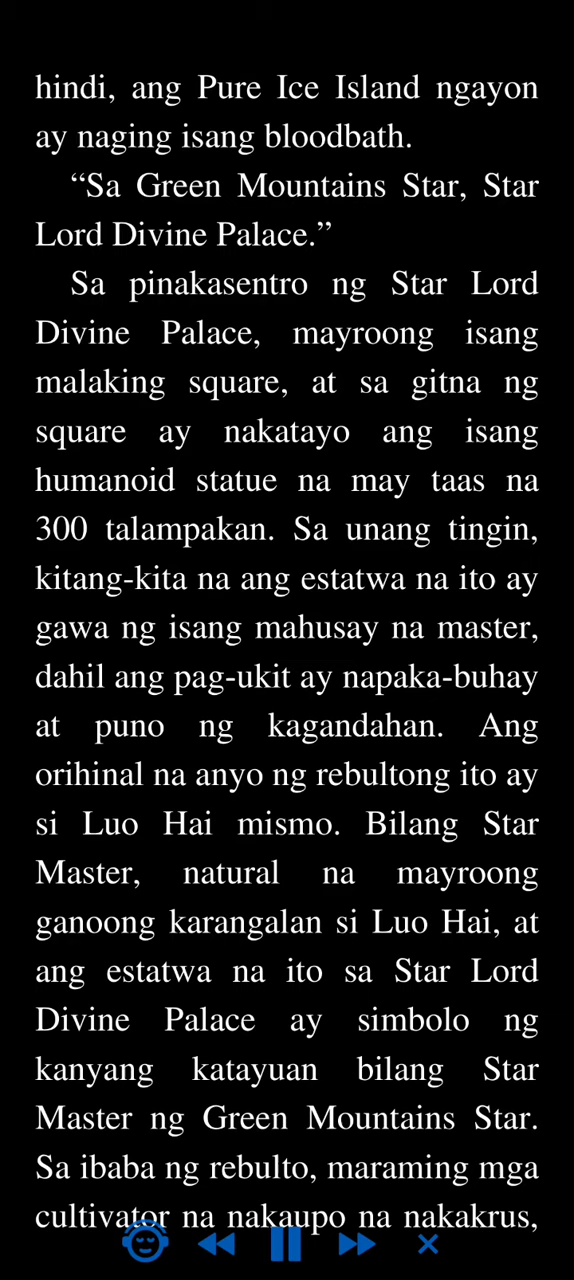 hindi, ang Pure Ice Island ngayon
ay naging isang bloodbath.
“Sa Green Mountains Star, Star
Lord Divine Palace.”
Sa pinakasentro ng Star Lord
Divine Palace, mayroong isang
malaking square, at sa gitna ng
square ay nakatayo ang isang
humanoid statue na may taas na
300 talampakan. Sa unang tingin,
kitang-kita na ang estatwa na ito ay
gawa ng isang mahusay na master,
dahil ang pag-ukit ay napaka-buhay
at puno ng kagandahan. Ang
orihinal na anyo ng rebultong ito ay
si Luo Hai mismo. Bilang Star
Master, natural na mayroong
ganoong karangalan si Luo Hai, at
ang estatwa na ito sa Star Lord
Divine Palace ay simbolo ng
kanyang katayuan bilang Star
Master ng Green Mountains Star.
Sa ibaba ng rebulto, maraming mga
cultivator na nakaupo na nakakrus,